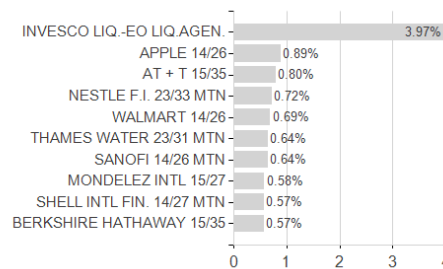 INVESCO LIQ.-EO LIQ.AGEN. 3.97%
APPLE 14/26 0.89%
AT + T 15/35 0.80%
NESTLE F.I. 23/33 MTN 0.72%
WALMART 14/26 0.69%
THAMES WATER 23/31 MTN 0.64%
SANOFI 14/26 MTN 0.64%
MONDELEZ INTL 15/27 0.58%
SHELL INTL FIN. 14/27 MTN 0.57%
BERKSHIRE HATHAWAY 15/35 0.57%
0 1 2 3 4